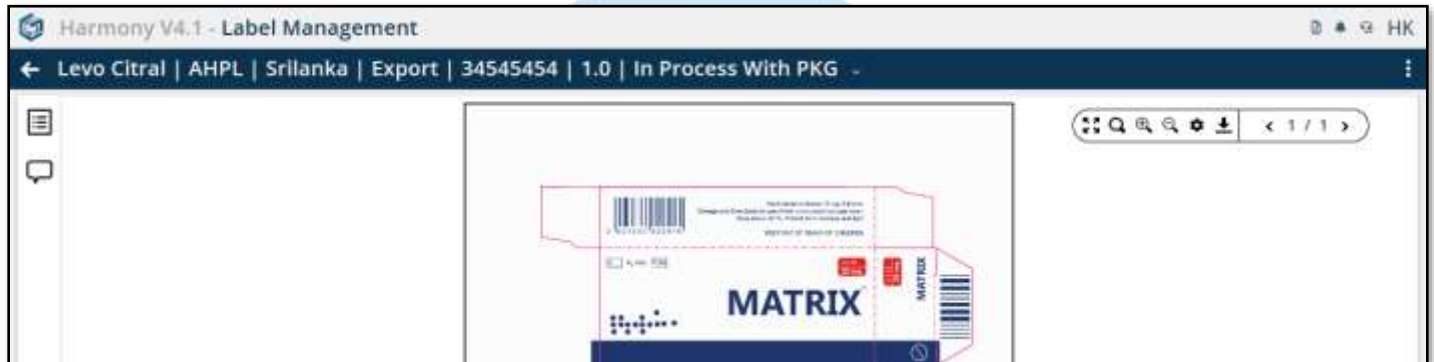 Harmony V4.1 - Label Management
HK
Levo Citral | AHPL | Srilanka | Export | 34545454 | 1.0 | In Process With PKG
1 / 1
MATRIX
MATRIX